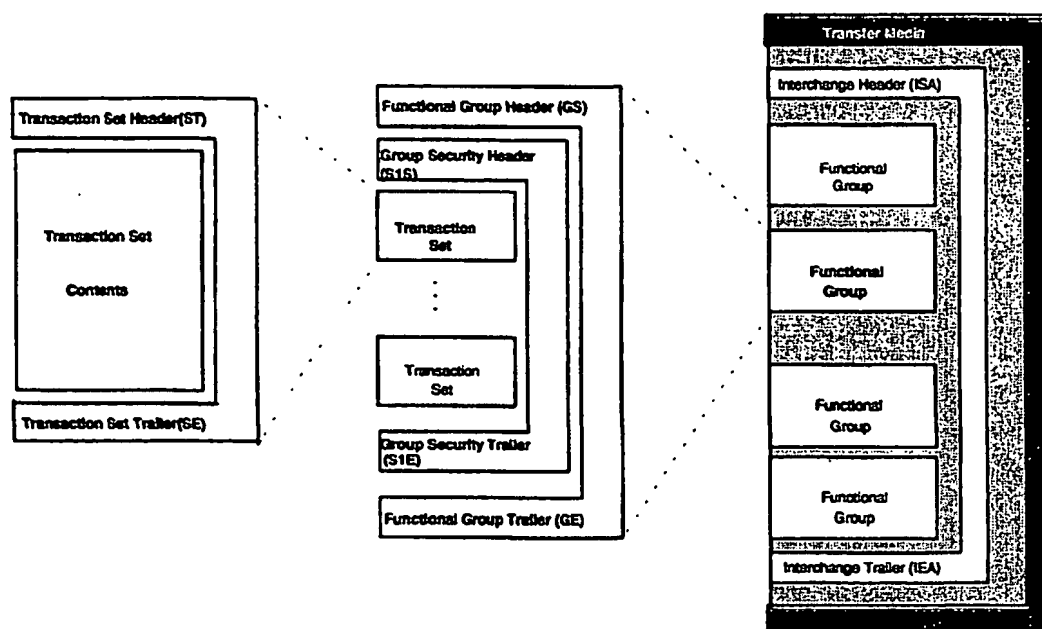 Transaction Set Header(ST)
Transaction Set
Contents
Transaction Set Trailer(SE)
Functional Group Header (GS)
Group Security Header
(S1S)
Transaction
Set
Transaction
Set
Group Security Trailer
(S1E)
Functional Group Trailer (GE)
Transfer Media
Interchange Header (ISA)
Functional
Group
Functional
Group
Functional
Group
Functional
Group
Interchange Trailer (IEA)